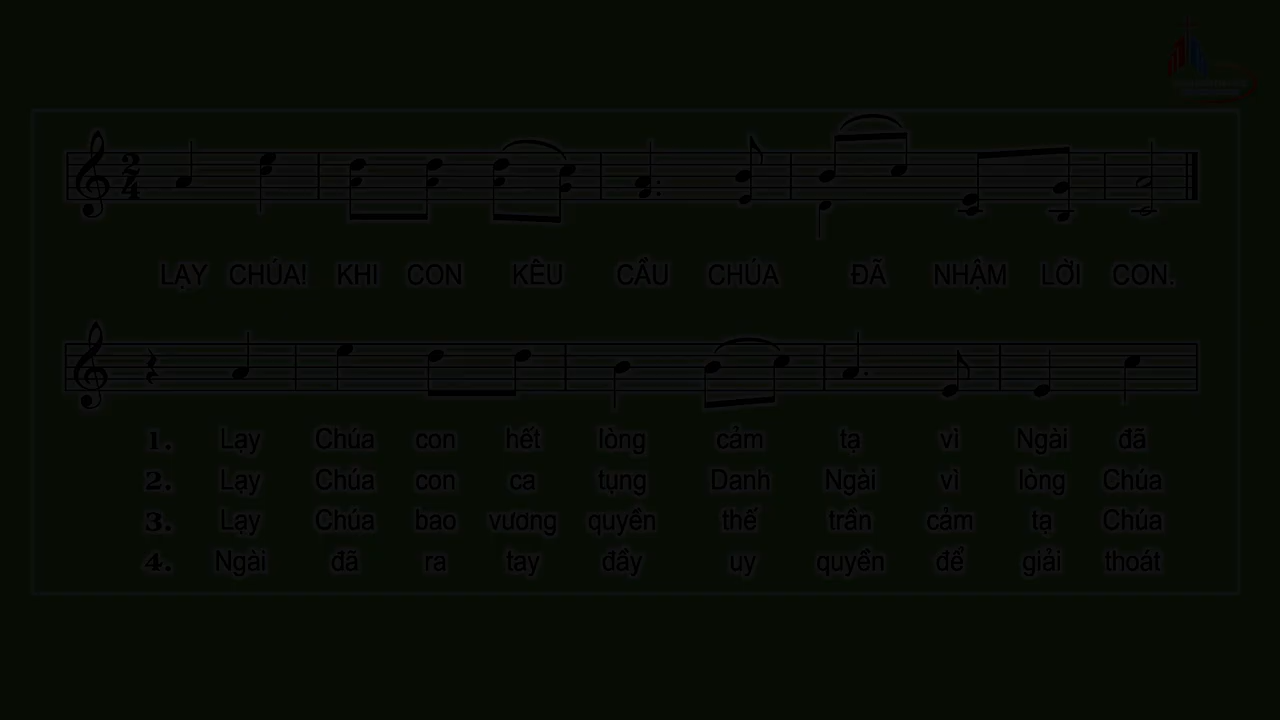 LẠY CHÚA! KHI CON KÊU CẦU CHÚA ĐÃ NHẬM LỜI CON.
1. Lạy Chúa con hết lòng cảm tạ vì Ngài đã
2. Lạy Chúa con ca tụng Danh Ngài vì lòng Chúa
3. Lạy Chúa bao vương quyền thế trần cảm tạ Chúa
4. Ngài đã ra tay đầy uy quyền để giải thoát